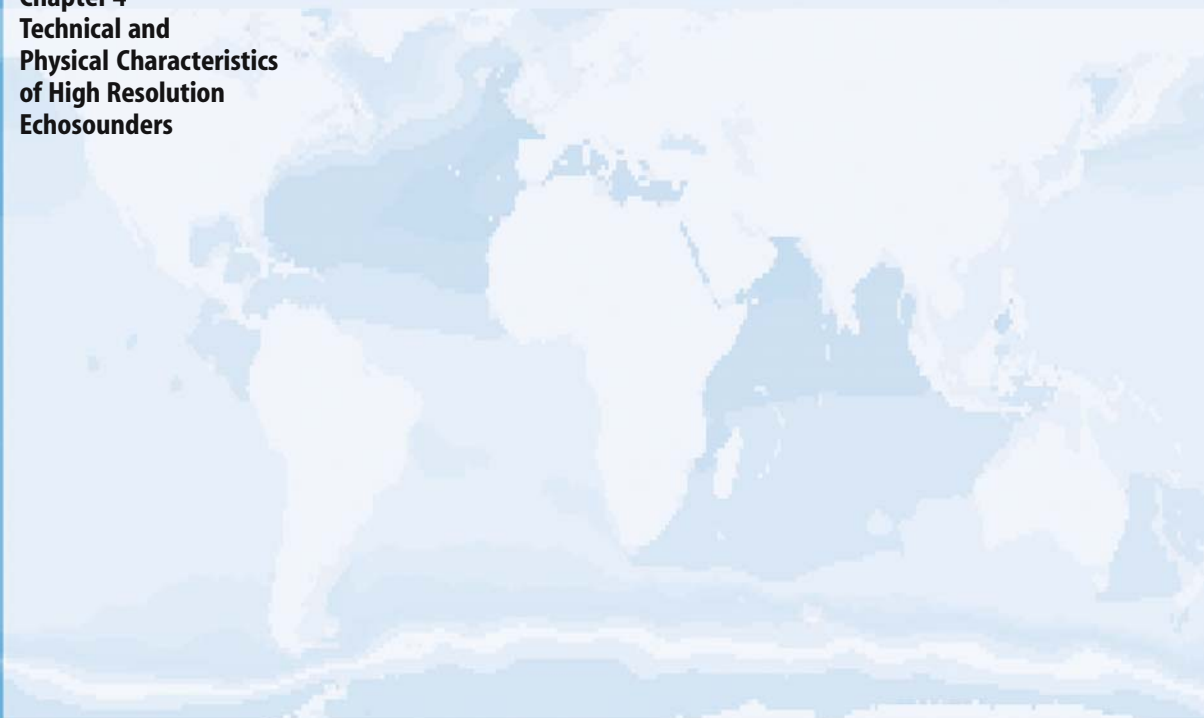 Chapter 4
Technical and
Physical Characteristics
of High Resolution
Echosounders